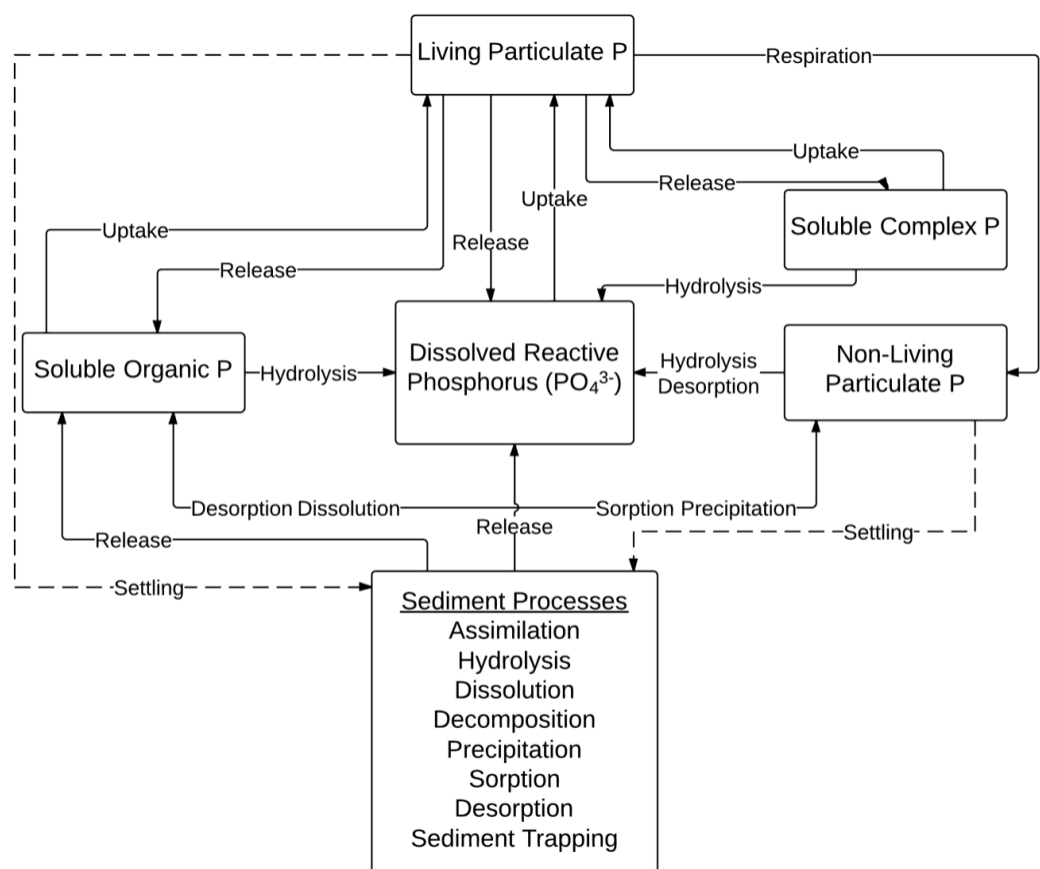 Living Particulate P
Respiration
Uptake
Release
Uptake
Soluble Complex P
Uptake
Release
Release
Hydrolysis
Soluble Organic P
Hydrolysis
Dissolved Reactive
Phosphorus (PO₄³⁻)
Hydrolysis
Desorption
Non-Living
Particulate P
Desorption Dissolution
Sorption Precipitation
Release
Release
Settling
Settling
Sediment Processes
Assimilation
Hydrolysis
Dissolution
Decomposition
Precipitation
Sorption
Desorption
Sediment Trapping